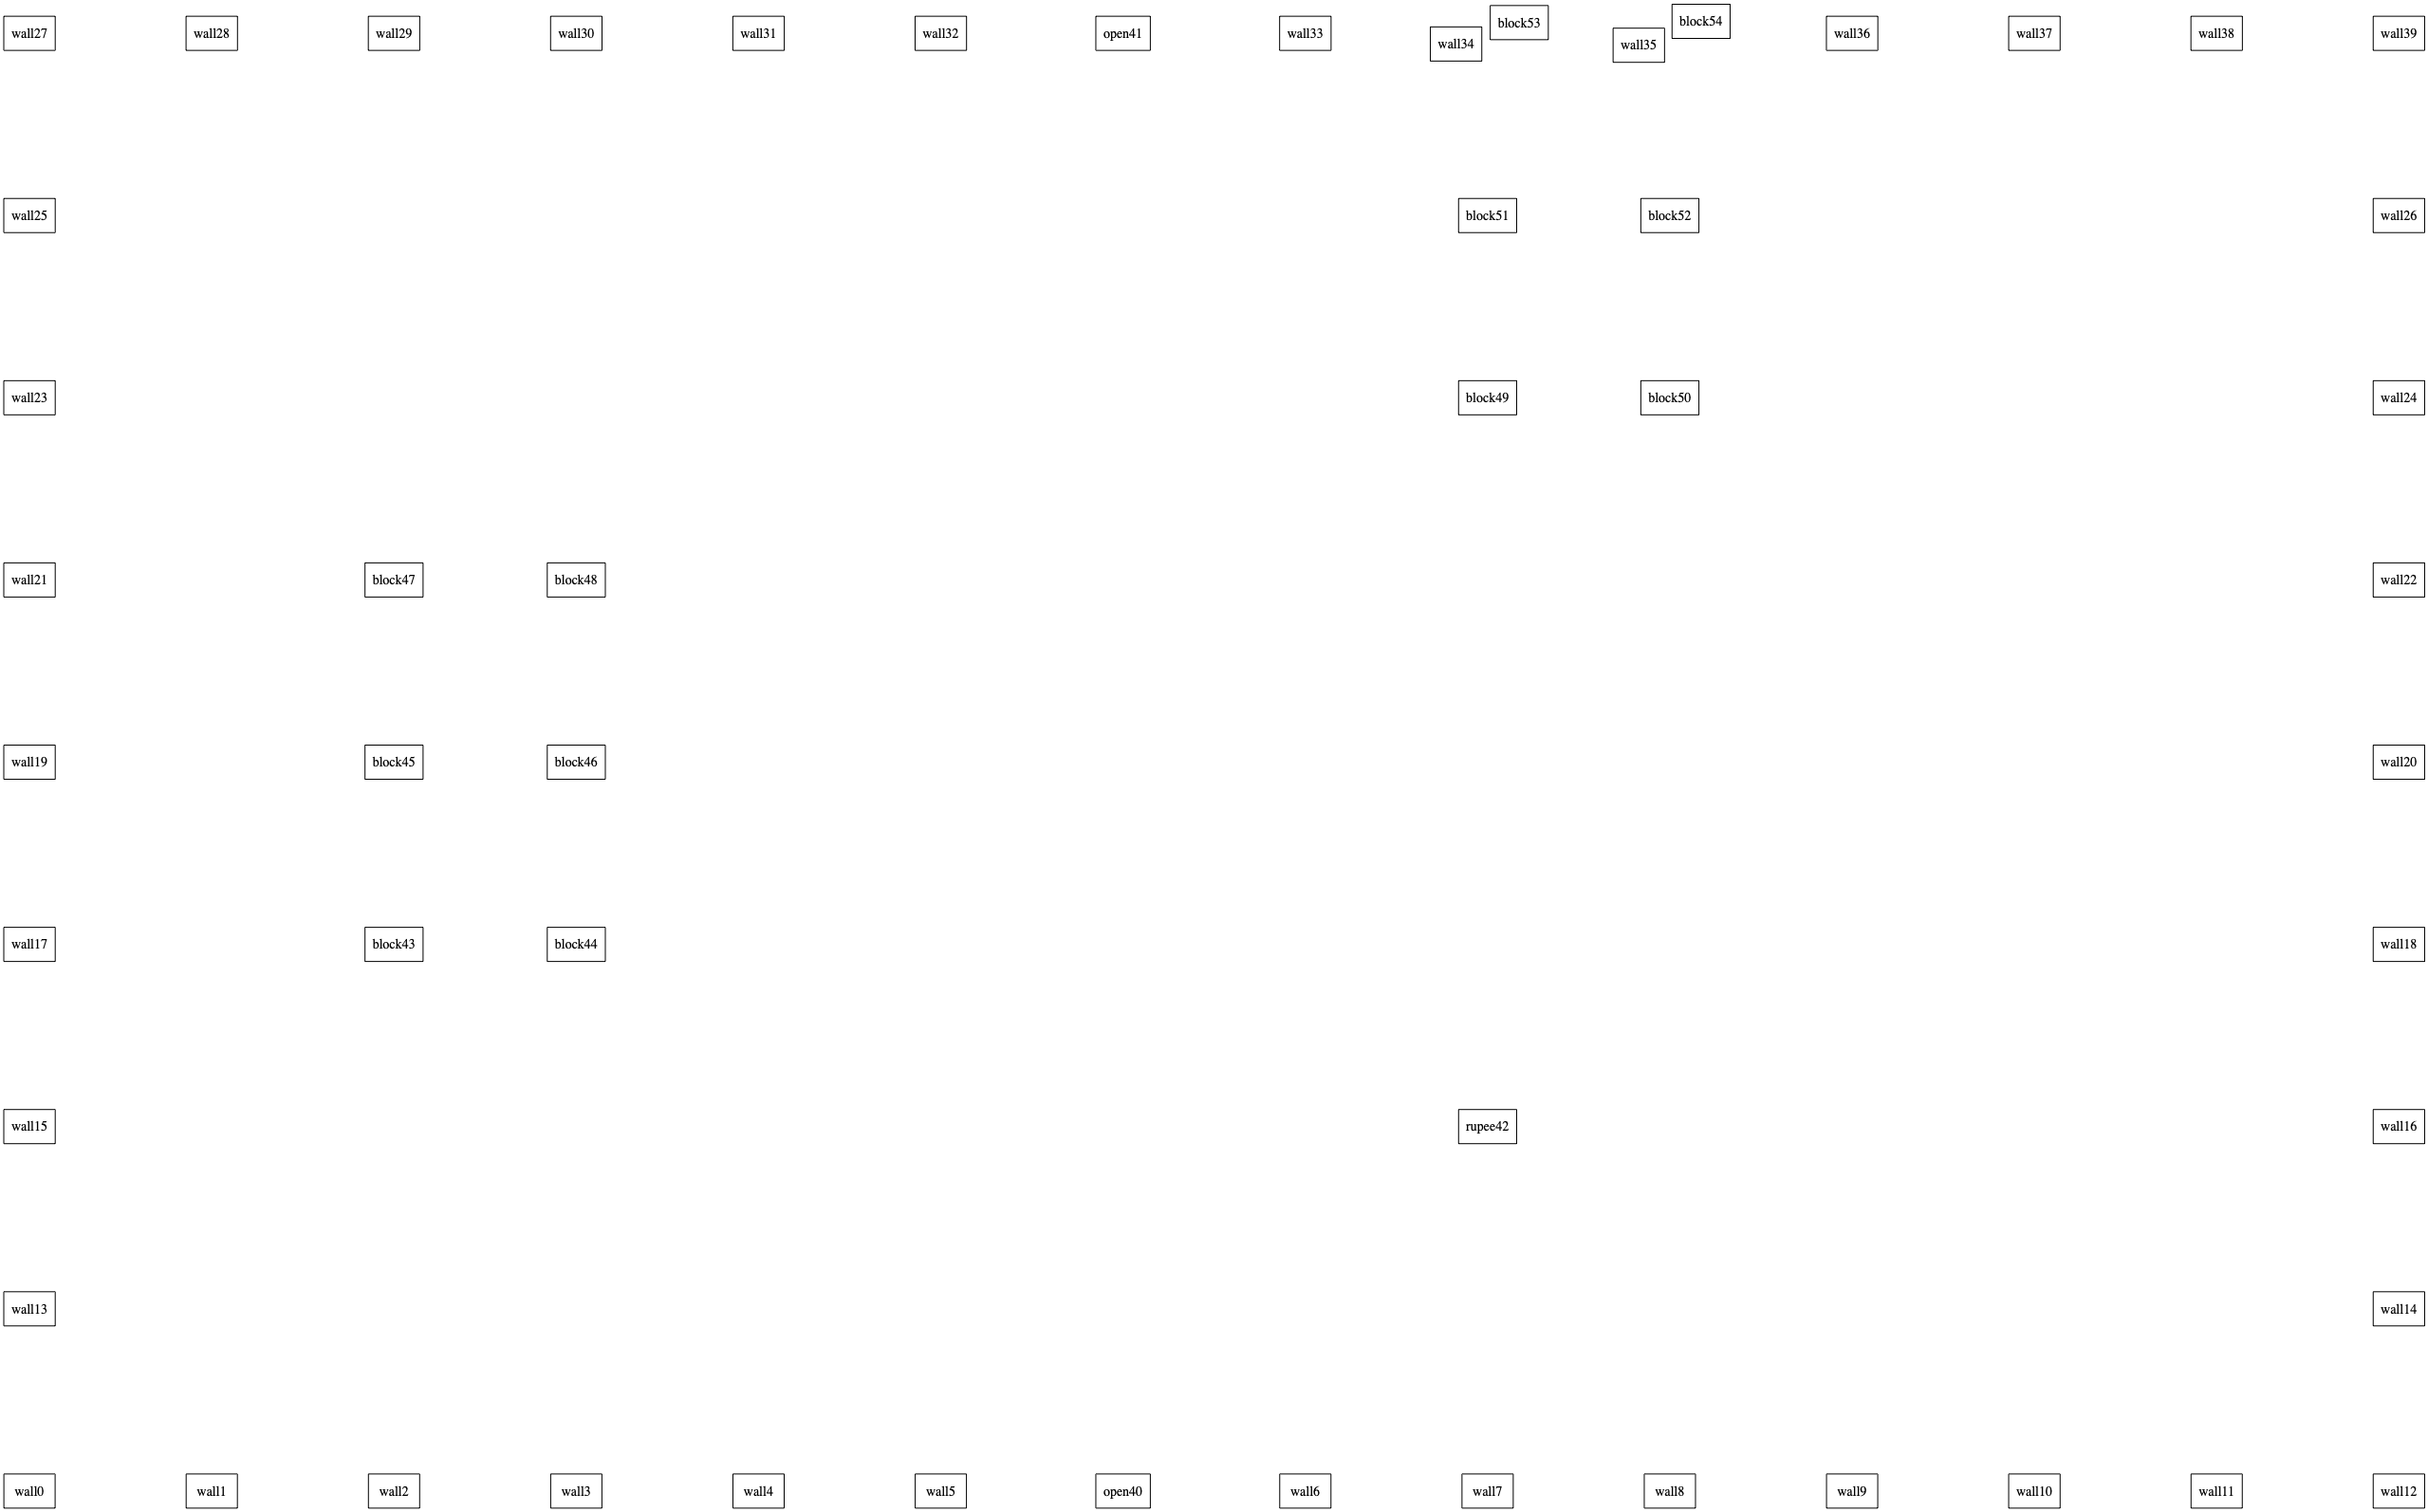 wall27 wall28 wall29 wall30 wall31 wall32 open41 wall33 wall34 block53 wall35 block54 wall36 wall37 wall38 wall39
wall25 block51 block52 wall26
wall23 block49 block50 wall24
wall21 block47 block48 wall22
wall19 block45 block46 wall20
wall17 block43 block44 wall18
wall15 rupee42 wall16
wall13 wall14
wall0 wall1 wall2 wall3 wall4 wall5 open40 wall6 wall7 wall8 wall9 wall10 wall11 wall12